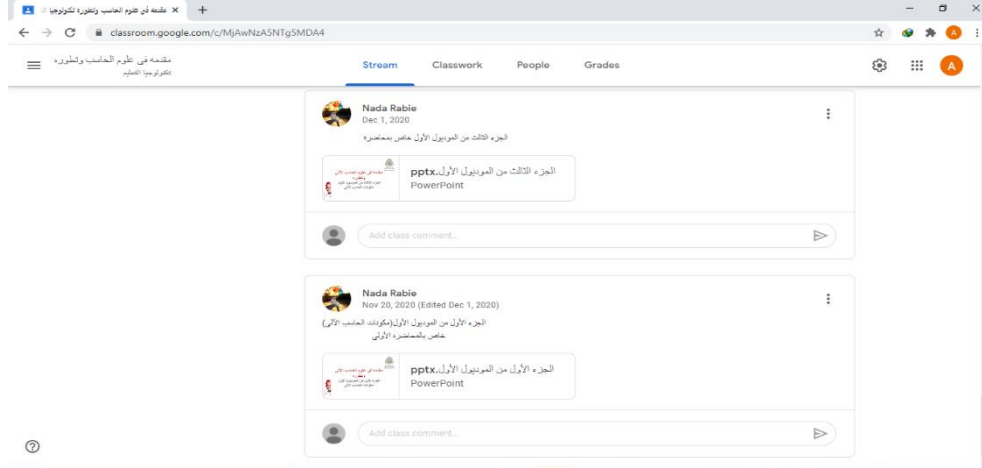 مقدمه في علوم الحاسب وتطوره تكنولوجيا
classroom.google.com/c/MjAwNzA5NTg5MDA4
A
مقدمه فى علوم الحاسب وتطوره
تكنولوجيا التعليم
Stream
Classwork
People
Grades
A
Nada Rabie
Dec 1, 2020
الجزء الثالث من الموديول الأول خاص بمحاضره
الجزء الثالث من الموديول الأول.pptx
PowerPoint
Add class comment...
Nada Rabie
Nov 20, 2020 (Edited Dec 1, 2020)
الجزء الأول من الموديول الأول(مكونات الحاسب الآلي)
خاص بالمحاضره الأولى
الجزء الأول من الموديول الأول.pptx
PowerPoint
Add class comment...